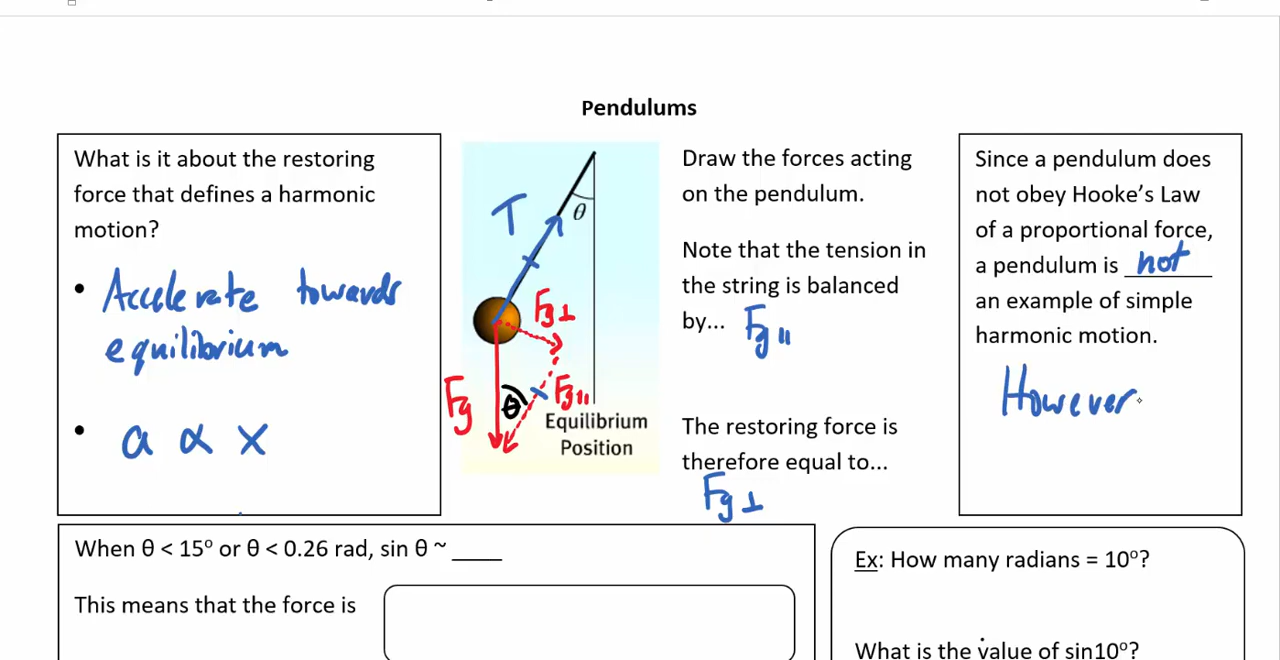 Pendulums
What is it about the restoring
force that defines a harmonic
motion?
• Accelerate towards
equilibrium
• a ∝ x
T
θ
Fg⊥
Fg
θ
Fg||
Equilibrium
Position
Draw the forces acting
on the pendulum.
Note that the tension in
the string is balanced
by... Fg||
The restoring force is
therefore equal to...
Fg⊥
Since a pendulum does
not obey Hooke's Law
of a proportional force,
a pendulum is not
an example of simple
harmonic motion.
However
When θ < 15° or θ < 0.26 rad, sin θ ~ ____
This means that the force is
Ex: How many radians = 10°?
What is the value of sin10°?